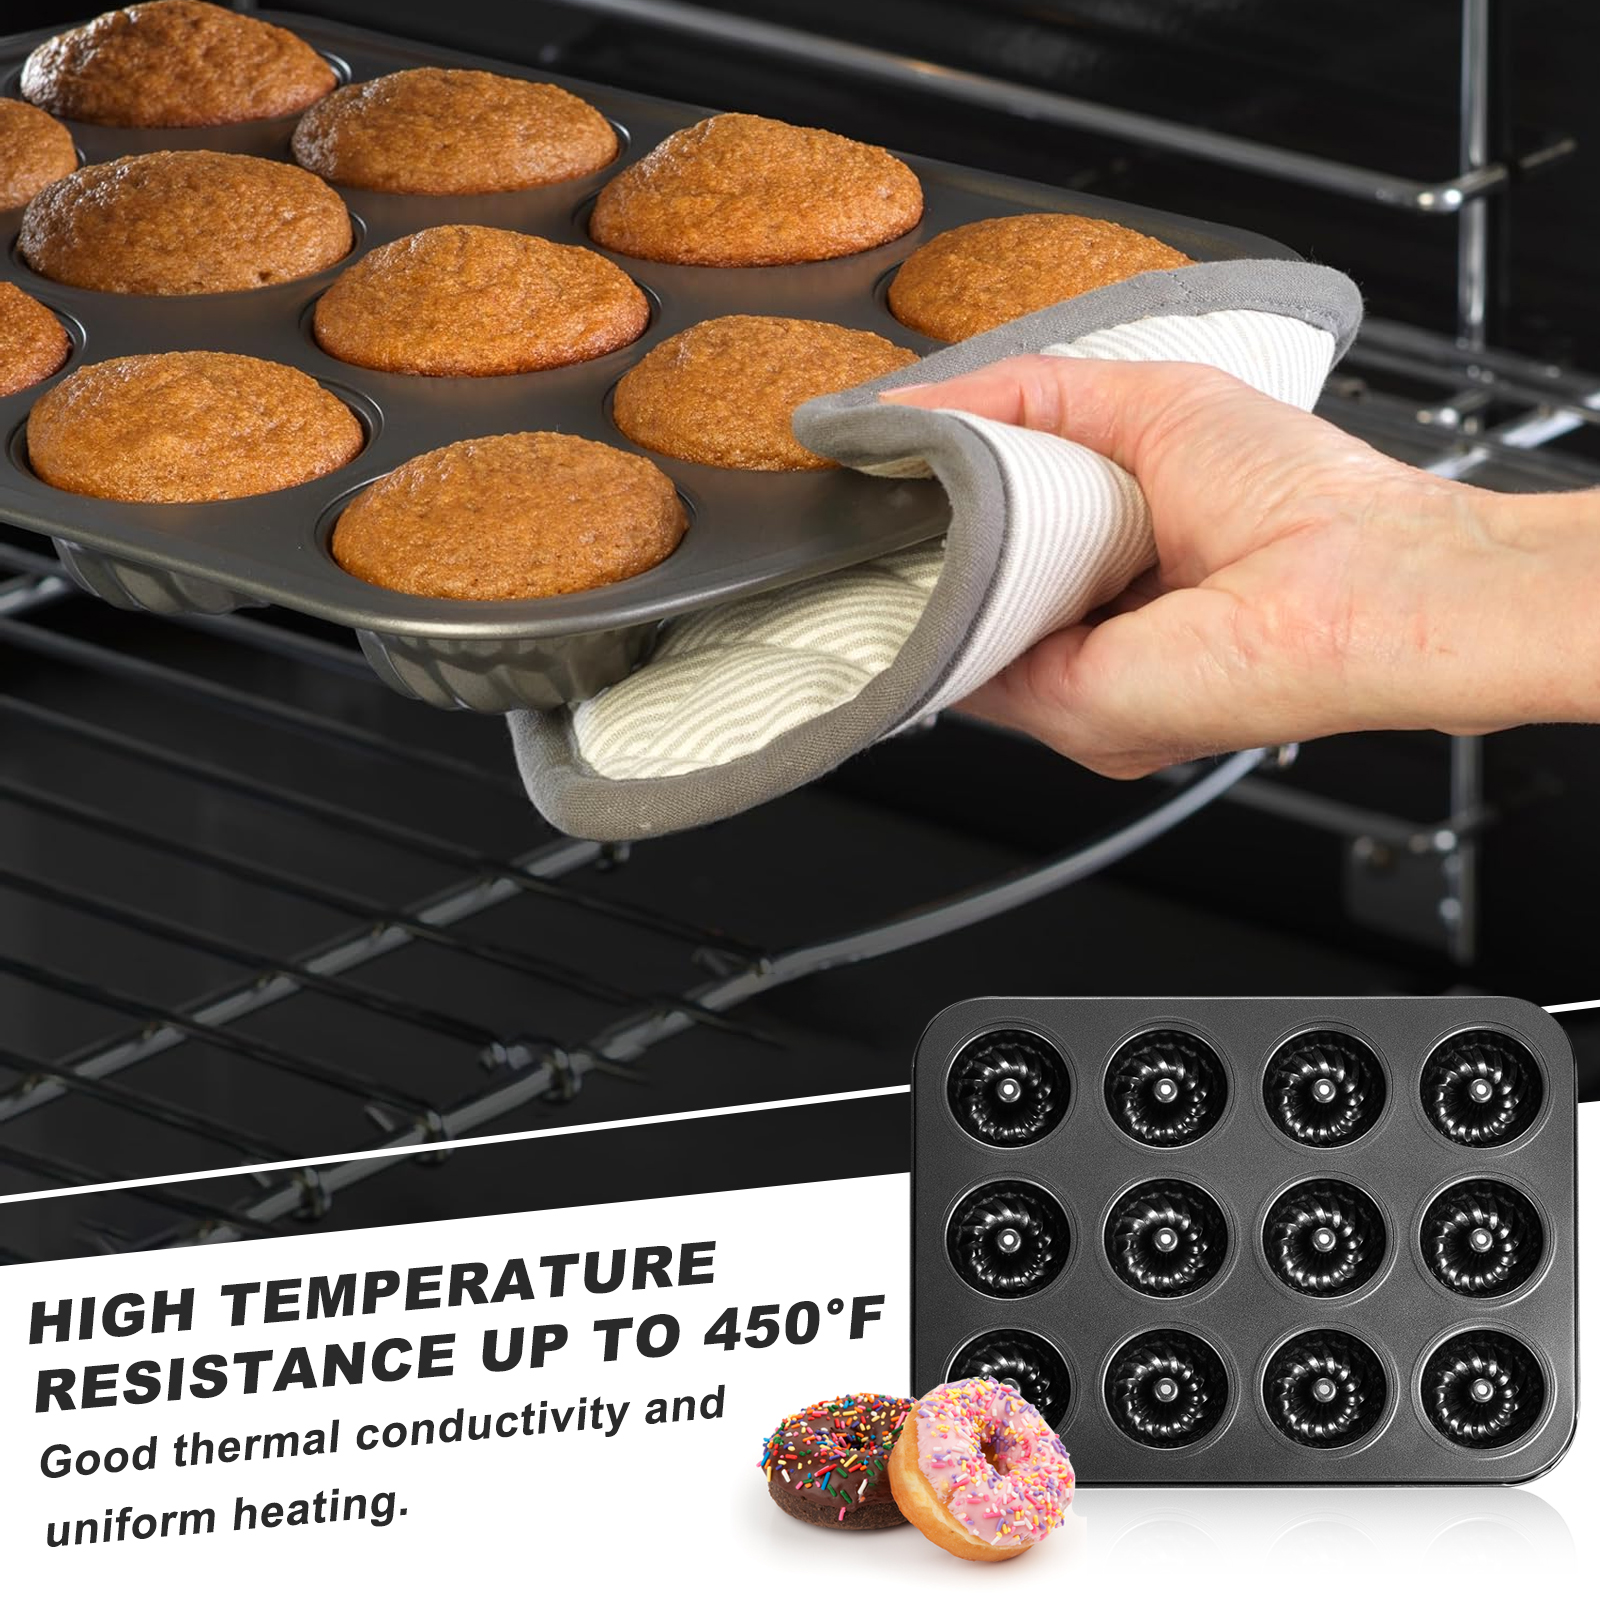 HIGH TEMPERATURE
RESISTANCE UP TO 450°F
Good thermal conductivity and
uniform heating.